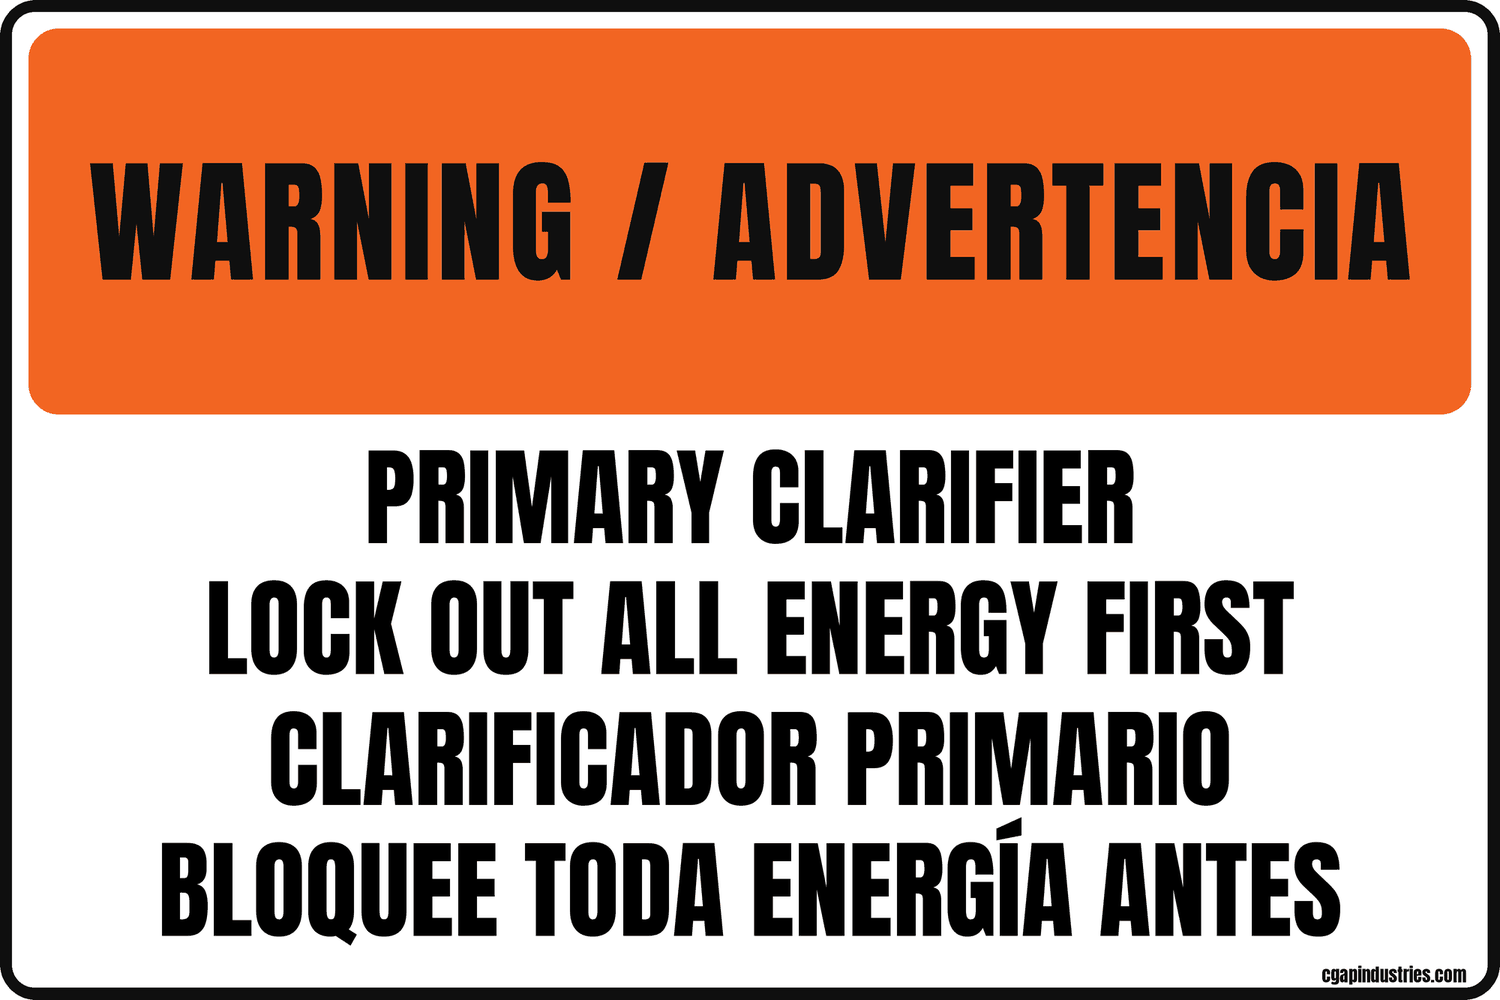 WARNING / ADVERTENCIA
PRIMARY CLARIFIER
LOCK OUT ALL ENERGY FIRST
CLARIFICADOR PRIMARIO
BLOQUEE TODA ENERGÍA ANTES
cgapindustries.com